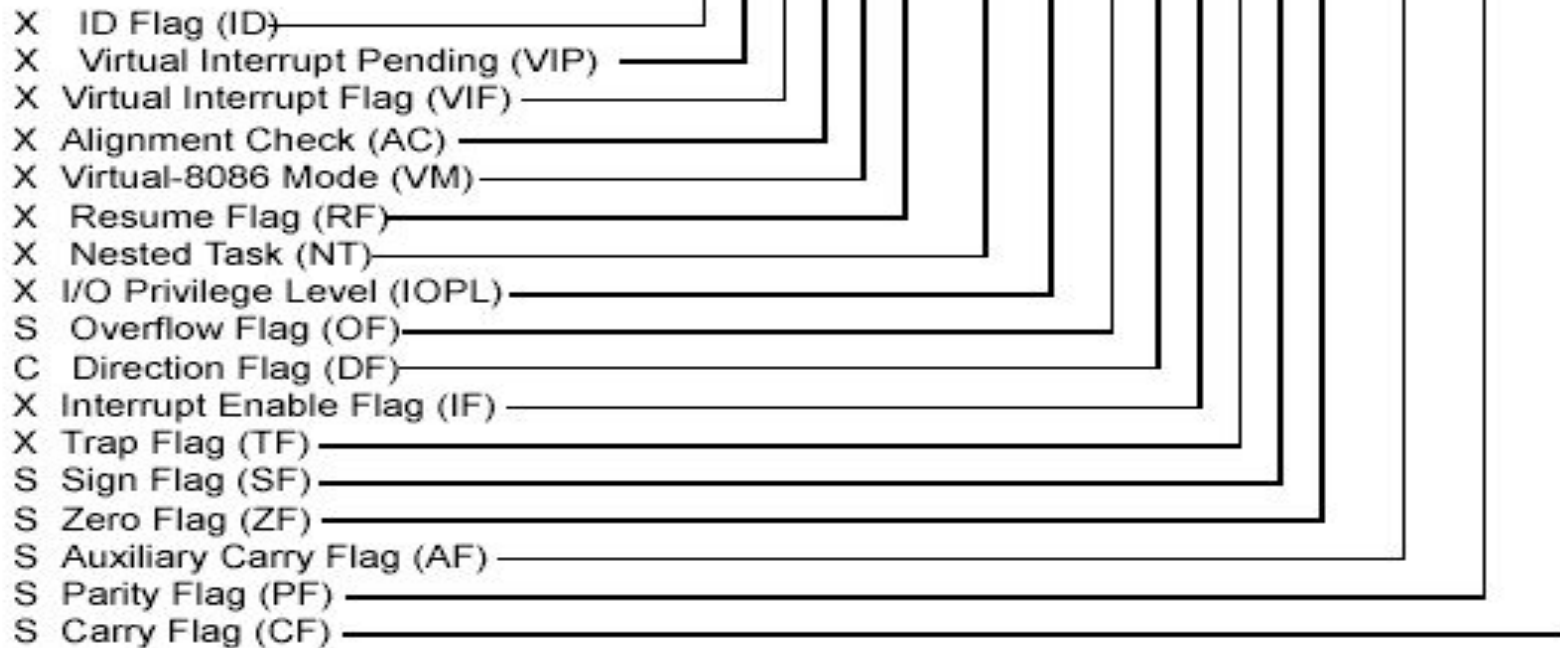 X ID Flag (ID)
X Virtual Interrupt Pending (VIP)
X Virtual Interrupt Flag (VIF)
X Alignment Check (AC)
X Virtual-8086 Mode (VM)
X Resume Flag (RF)
X Nested Task (NT)
X I/O Privilege Level (IOPL)
S Overflow Flag (OF)
C Direction Flag (DF)
X Interrupt Enable Flag (IF)
X Trap Flag (TF)
S Sign Flag (SF)
S Zero Flag (ZF)
S Auxiliary Carry Flag (AF)
S Parity Flag (PF)
S Carry Flag (CF)